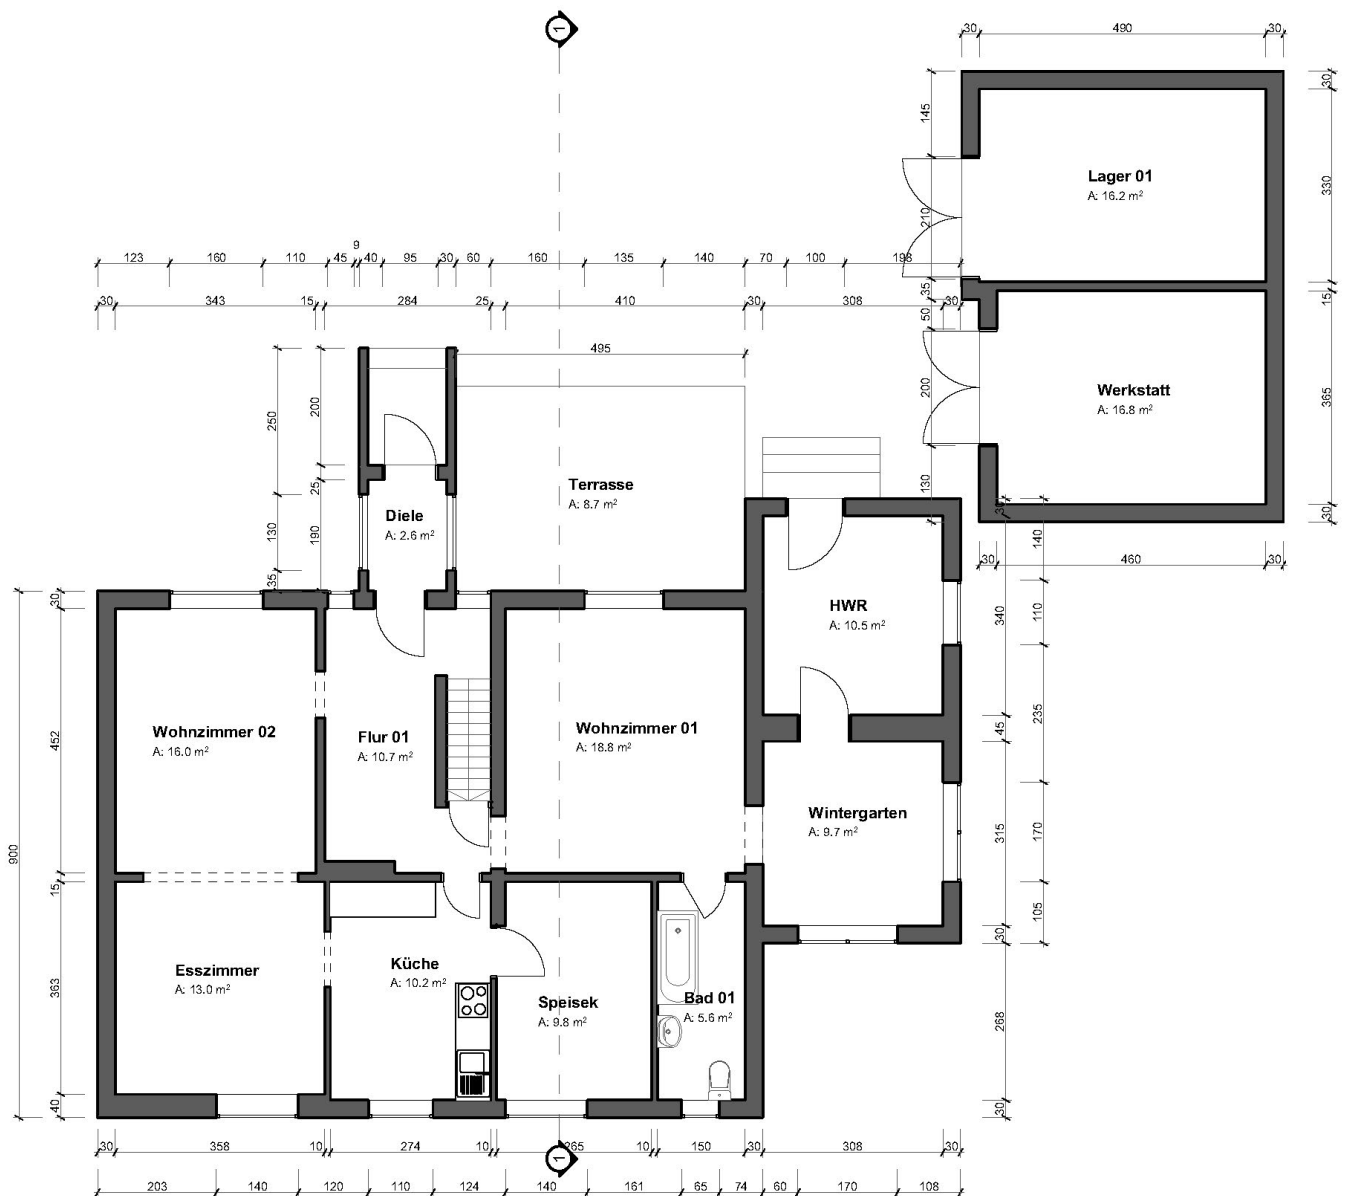 1
30 490 30
145
30
Lager 01
A: 16.2 m²
330
210
9
123 160 110 45 40 95 30 60 160 135 140 70 100 198
35
30 343 15 284 25 410 30 308 30
15
50
495
200
Werkstatt
A: 16.8 m²
365
250
200
130
Terrasse
A: 8.7 m²
25
Diele
A: 2.6 m²
130
190
30
30
140
30 460 30
35
30
HWR
A: 10.5 m²
340
110
900
452
Wohnzimmer 02
A: 16.0 m²
Flur 01
A: 10.7 m²
Wohnzimmer 01
A: 18.8 m²
45
235
Wintergarten
A: 9.7 m²
315
170
15
105
30
363
Esszimmer
A: 13.0 m²
Küche
A: 10.2 m²
Speisek
A: 9.8 m²
Bad 01
A: 5.6 m²
268
40
30
30 358 10 274 10 265 10 150 30 308 30
1
203 140 120 110 124 140 161 65 74 60 170 108